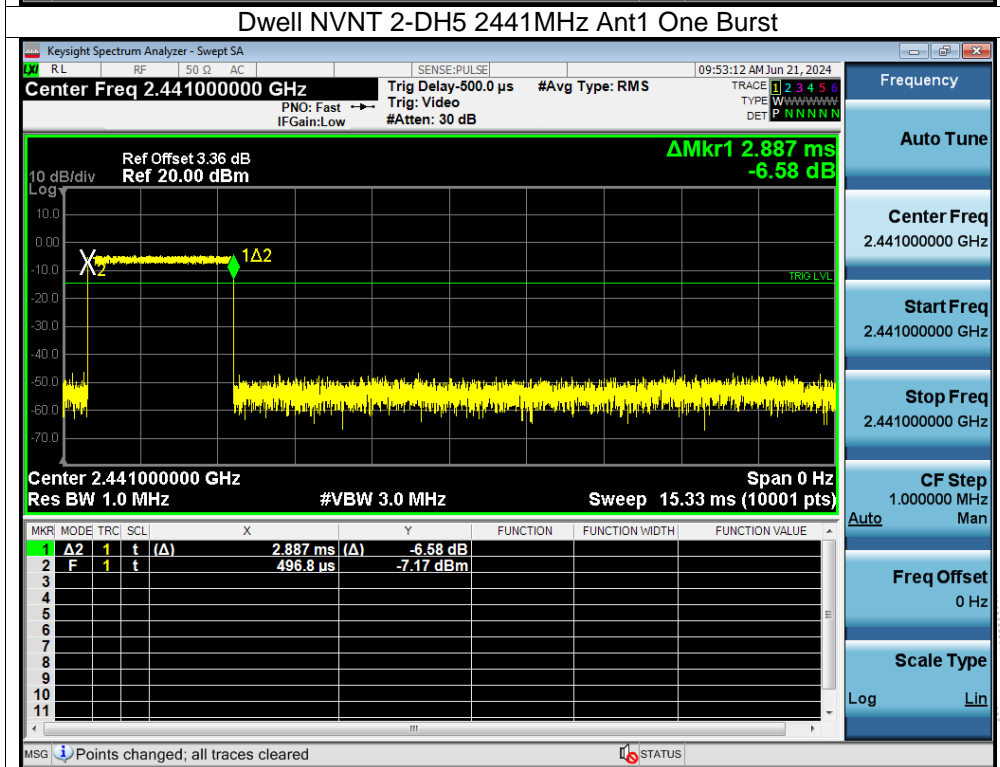 Dwell NVNT 2-DH5 2441MHz Ant1 One Burst
Keysight Spectrum Analyzer - Swept SA
LXI RL RF 50 Ω AC SENSE:PULSE 09:53:12 AM Jun 21, 2024
Center Freq 2.441000000 GHz Trig Delay-500.0 µs #Avg Type: RMS TRACE 1 2 3 4 5 6
PNO: Fast Trig: Video TYPE WWWWWW
IFGain:Low #Atten: 30 dB DET P N N N N N
Frequency
Auto Tune
Center Freq
2.441000000 GHz
Start Freq
2.441000000 GHz
Stop Freq
2.441000000 GHz
CF Step
1.000000 MHz
Auto Man
Freq Offset
0 Hz
Scale Type
Log Lin
ΔMkr1 2.887 ms
-6.58 dB
Ref Offset 3.36 dB
10 dB/div Ref 20.00 dBm
Log
10.0
0.00
-10.0
-20.0
-30.0
-40.0
-50.0
-60.0
-70.0
X2 1Δ2
TRIG LVL
Center 2.441000000 GHz Span 0 Hz
Res BW 1.0 MHz #VBW 3.0 MHz Sweep 15.33 ms (10001 pts)
MKR MODE TRC SCL X Y FUNCTION FUNCTION WIDTH FUNCTION VALUE
1 Δ2 1 t (Δ) 2.887 ms (Δ) -6.58 dB
2 F 1 t 496.8 µs -7.17 dBm
3
4
5
6
7
8
9
10
11
MSG Points changed; all traces cleared STATUS